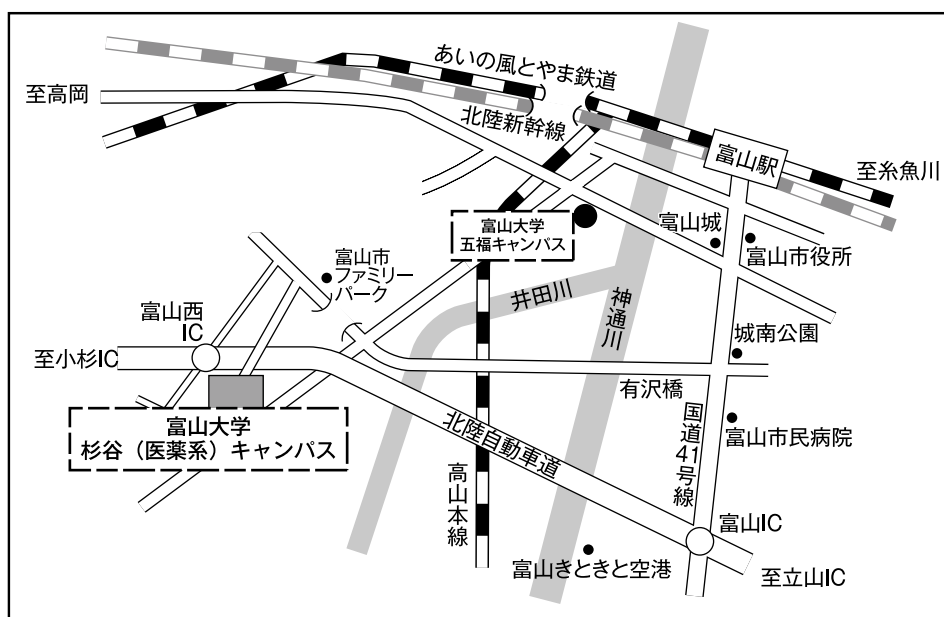 あいの風とやま鉄道
至高岡
北陸新幹線
富山駅
至糸魚川
富山大学
五福キャンパス
富山城
富山市役所
富山市
ファミリー
パーク
井田川
神通川
富山西
IC
城南公園
至小杉IC
有沢橋
富山大学
杉谷（医薬系）キャンパス
北陸自動車道
国道41号線
富山市民病院
高山本線
富山IC
富山きときと空港
至立山IC